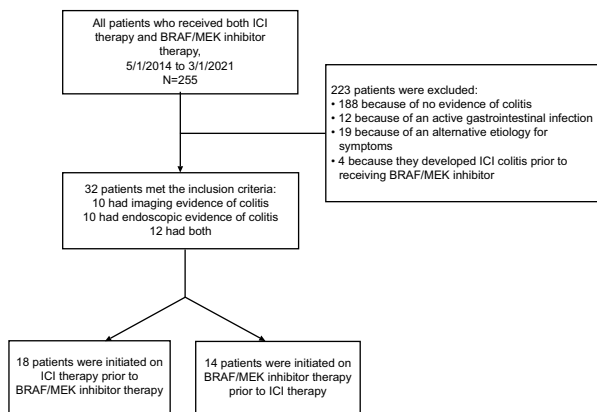 All patients who received both ICI
therapy and BRAF/MEK inhibitor
therapy,
5/1/2014 to 3/1/2021
N=255
223 patients were excluded:
• 188 because of no evidence of colitis
• 12 because of an active gastrointestinal infection
• 19 because of an alternative etiology for
symptoms
• 4 because they developed ICI colitis prior to
receiving BRAF/MEK inhibitor
32 patients met the inclusion criteria:
10 had imaging evidence of colitis
10 had endoscopic evidence of colitis
12 had both
18 patients were initiated on
ICI therapy prior to
BRAF/MEK inhibitor therapy
14 patients were initiated on
BRAF/MEK inhibitor therapy
prior to ICI therapy